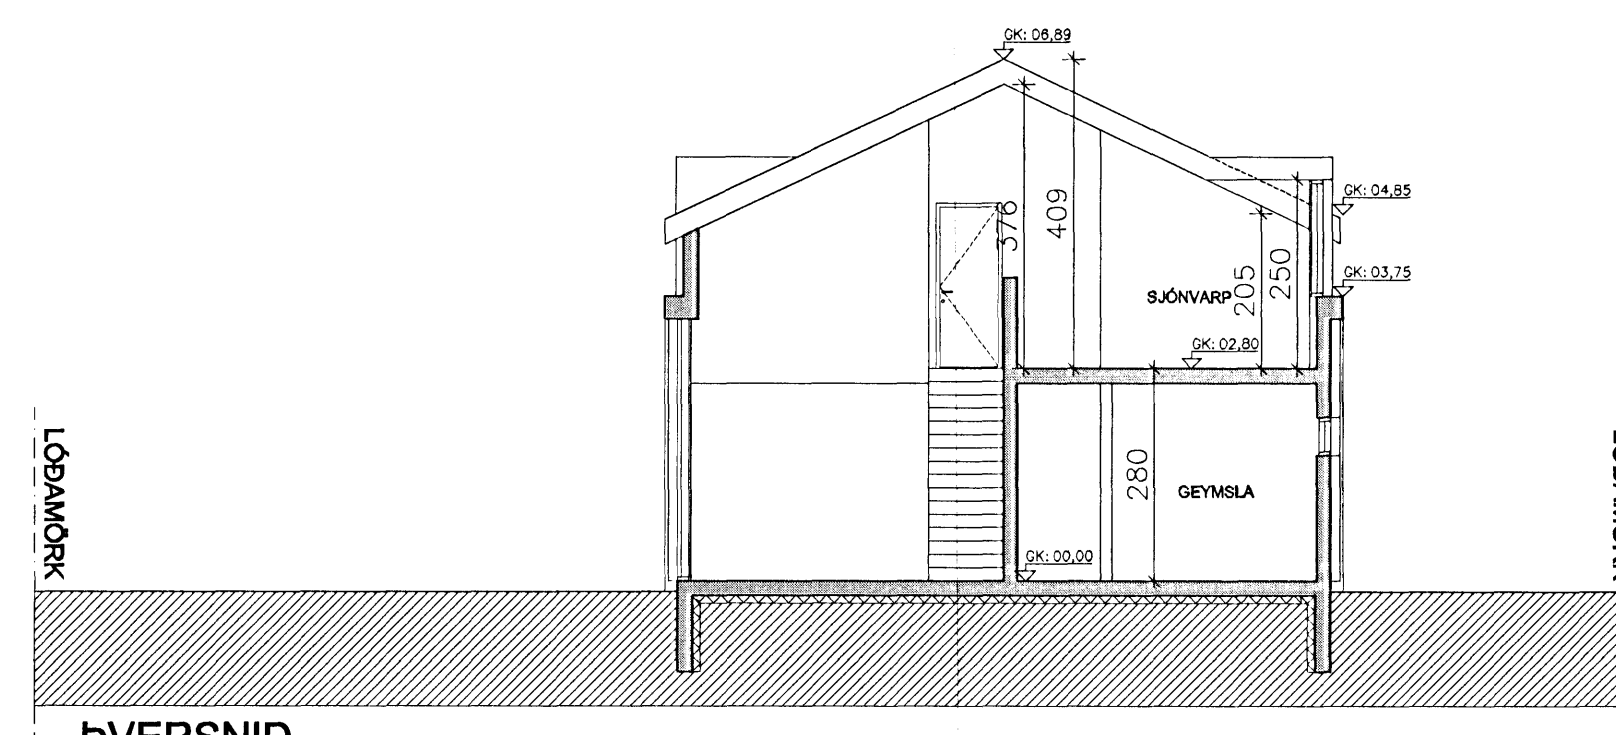 GK: 06,89
376
409
GK: 04,85
GK: 03,75
SJÓNVARP
205
250
GK: 02,80
LÓÐAMÖRK
280
GEYMSLA
GK: 00,00
ÞVERSNIÐ